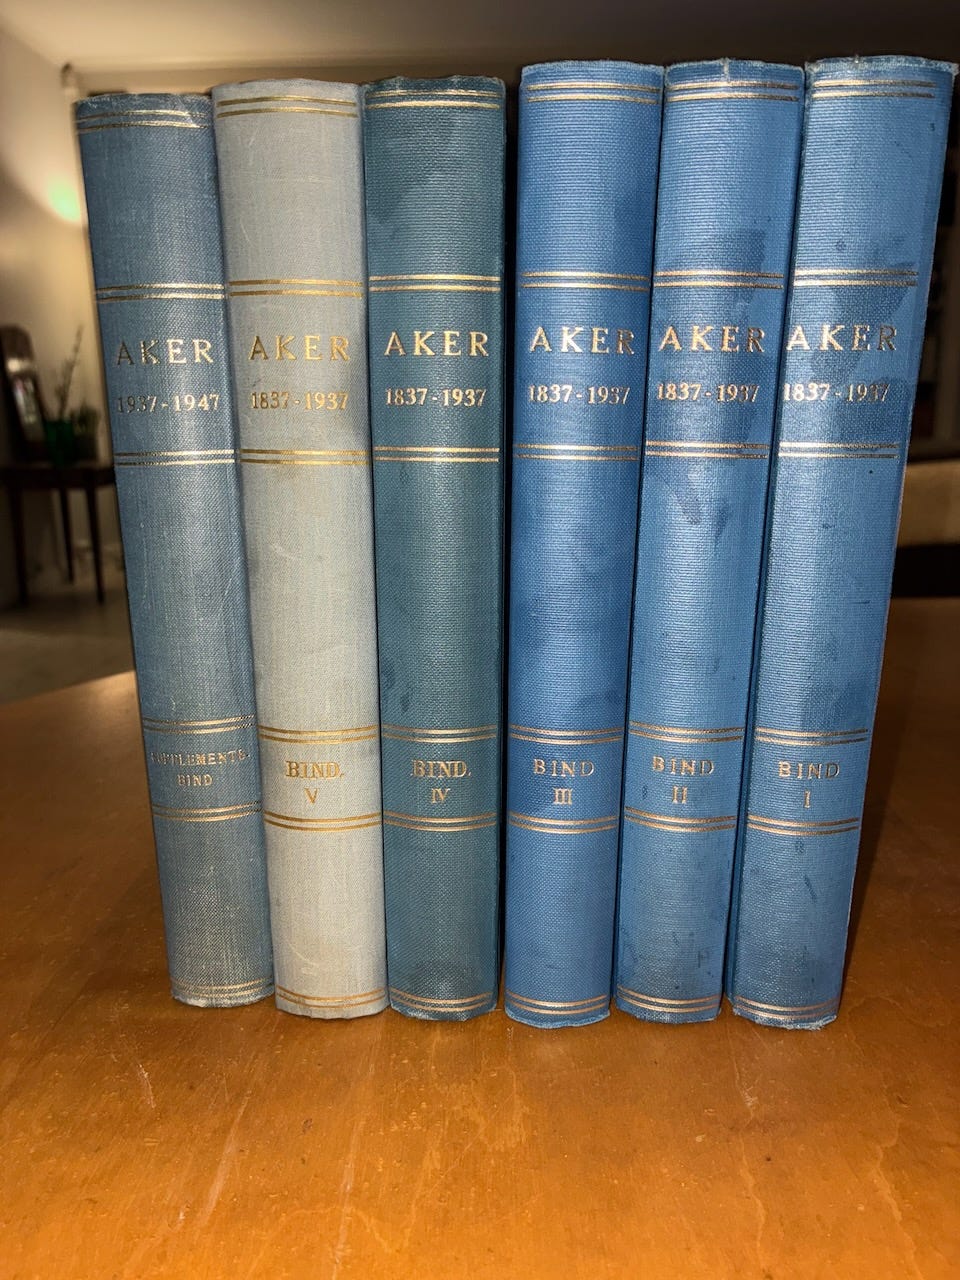 AKER
1937-1947
SUPPLEMENTS-
BIND
AKER
1837-1937
BIND.
V
AKER
1837-1937
BIND.
IV
AKER
1837-1937
BIND
III
AKER
1837-1937
BIND
II
AKER
1837-1937
BIND
I